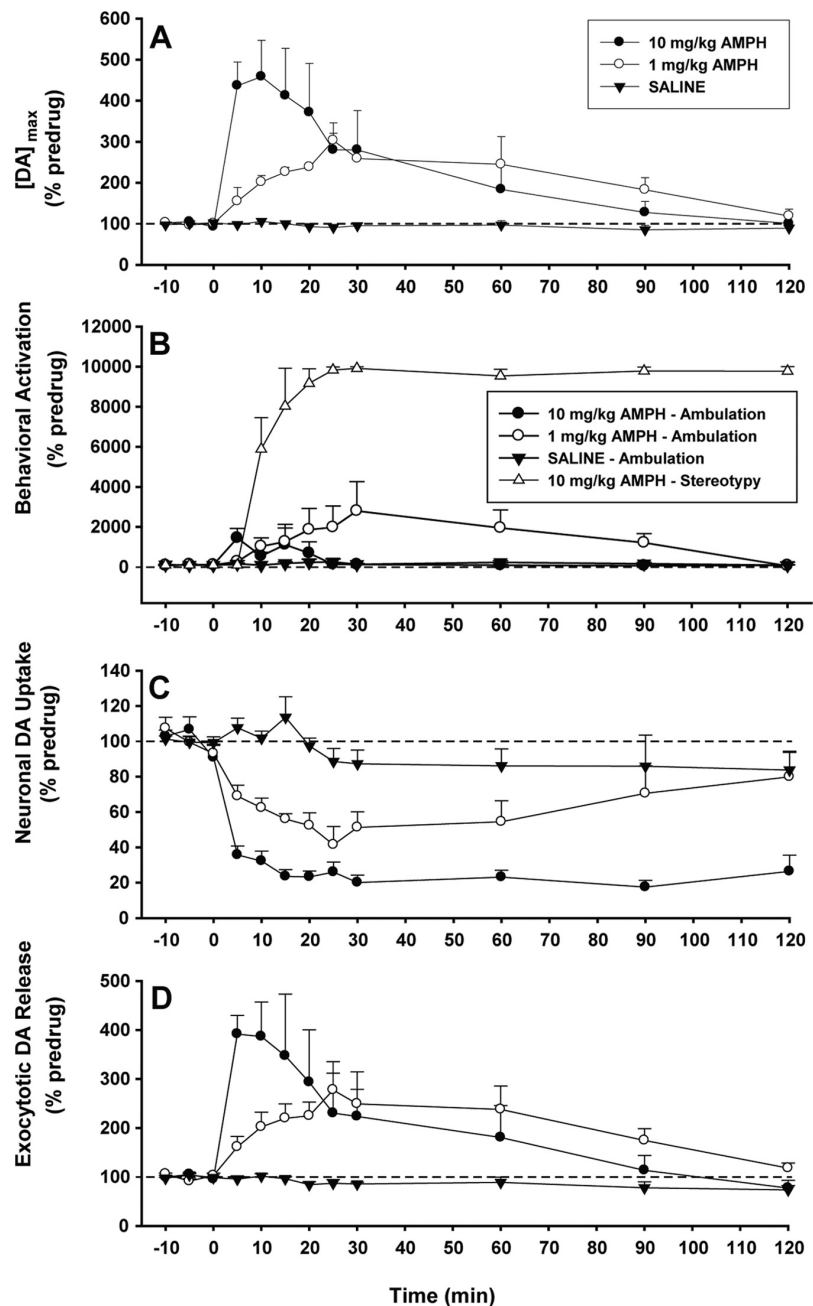 A
[DA]max
(% predrug)
600
500
400
300
200
100
0
10 mg/kg AMPH
1 mg/kg AMPH
SALINE
-10 0 10 20 30 40 50 60 70 80 90 100 110 120
B
Behavioral Activation
(% predrug)
12000
10000
8000
6000
4000
2000
0
10 mg/kg AMPH - Ambulation
1 mg/kg AMPH - Ambulation
SALINE - Ambulation
10 mg/kg AMPH - Stereotypy
-10 0 10 20 30 40 50 60 70 80 90 100 110 120
C
Neuronal DA Uptake
(% predrug)
140
120
100
80
60
40
20
0
-10 0 10 20 30 40 50 60 70 80 90 100 110 120
D
Exocytotic DA Release
(% predrug)
500
400
300
200
100
0
-10 0 10 20 30 40 50 60 70 80 90 100 110 120
Time (min)